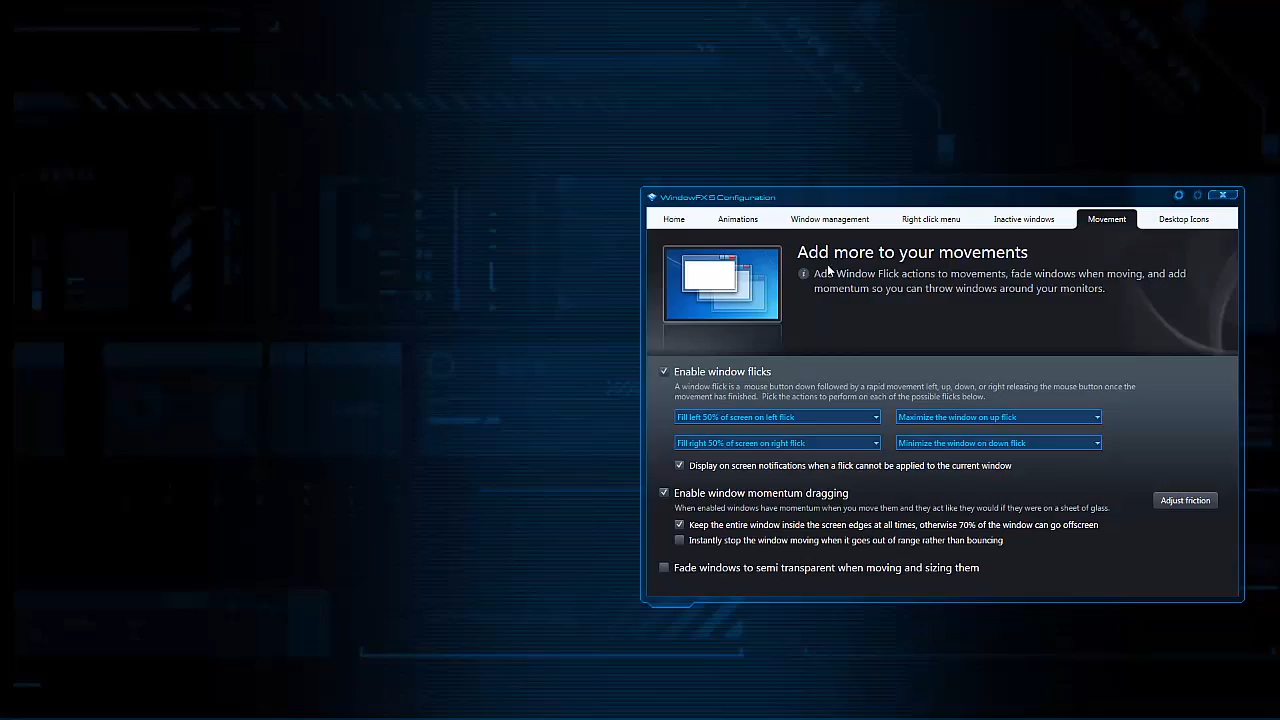 WindowFX 5 Configuration
Home
Animations
Window management
Right click menu
Inactive windows
Movement
Desktop Icons
Add more to your movements
Add Window Flick actions to movements, fade windows when moving, and add
momentum so you can throw windows around your monitors.
Enable window flicks
A window flick is a mouse button down followed by a rapid movement left, up, down, or right releasing the mouse button once the
movement has finished. Pick the actions to perform on each of the possible flicks below.
Fill left 50% of screen on left flick
Maximize the window on up flick
Fill right 50% of screen on right flick
Minimize the window on down flick
Display on screen notifications when a flick cannot be applied to the current window
Enable window momentum dragging
Adjust friction
When enabled windows have momentum when you move them and they act like they would if they were on a sheet of glass.
Keep the entire window inside the screen edges at all times, otherwise 70% of the window can go offscreen
Instantly stop the window moving when it goes out of range rather than bouncing
Fade windows to semi transparent when moving and sizing them